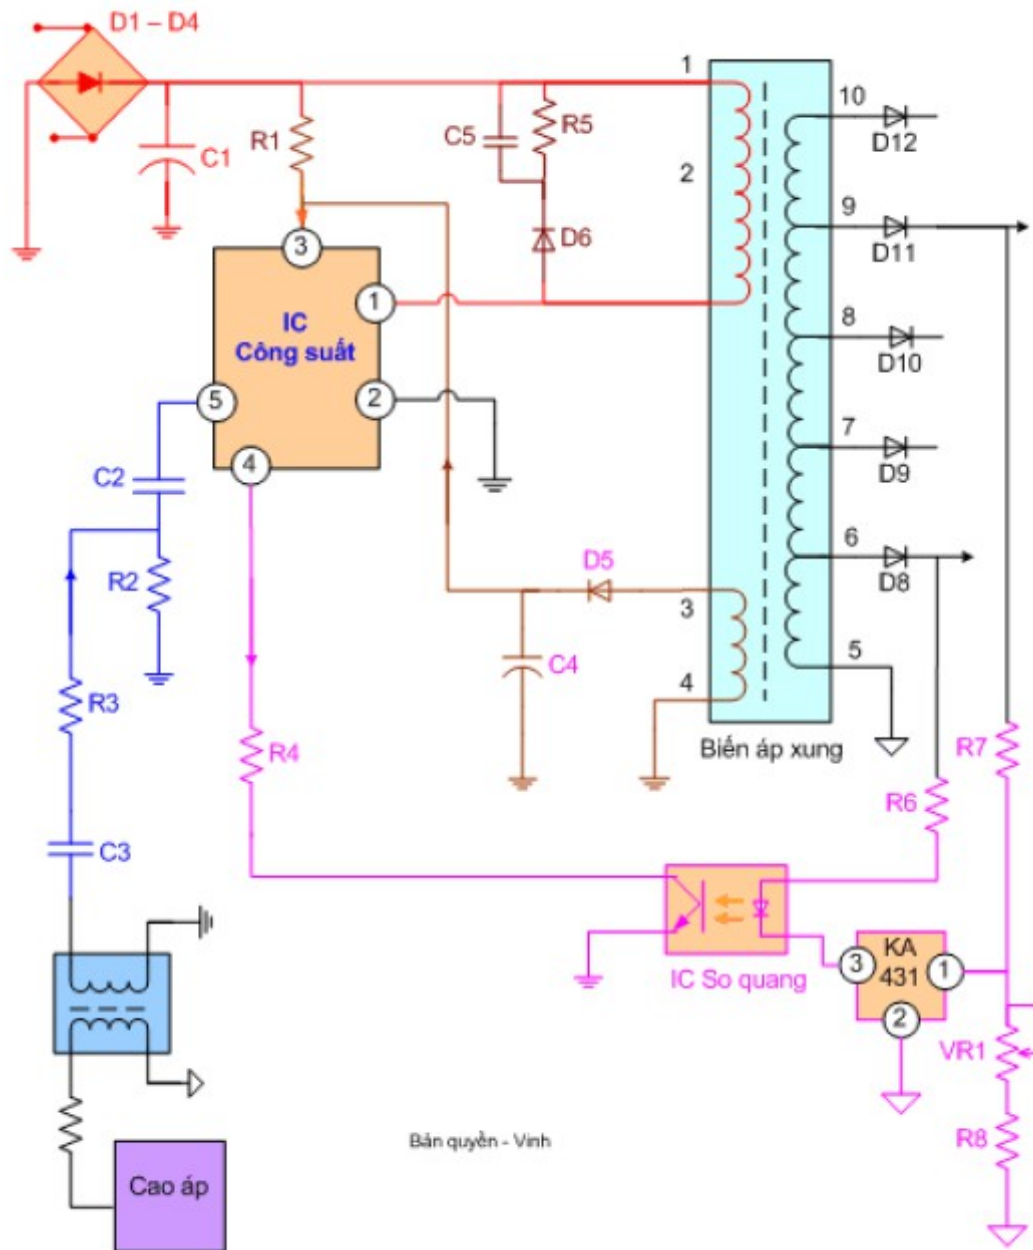 D1 – D4
C1
R1
C5
R5
D6
3
1
2
5
4
IC
Công suất
1
2
3
4
10
9
8
7
6
5
D12
D11
D10
D9
D8
Biến áp xung
C2
R2
R3
C3
D5
C4
R4
R7
R6
IC So quang
KA
431
3
1
2
VR1
R8
Cao áp
Bản quyền - Vinh